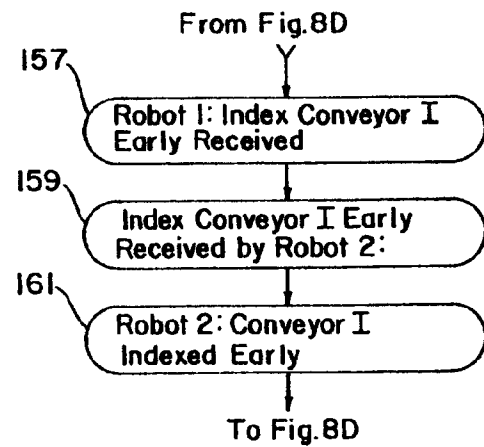 From Fig.8D
157
Robot 1: Index Conveyor I
Early Received
159
Index Conveyor I Early
Received by Robot 2:
161
Robot 2: Conveyor I
Indexed Early
To Fig.8D